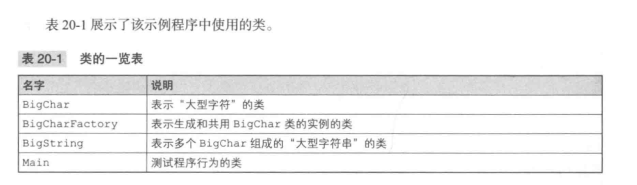 表 20-1 展示了该示例程序中使用的类。
表 20-1 类的一览表
名字 说明
BigChar 表示“大型字符”的类
BigCharFactory 表示生成和共用 BigChar 类的实例的类
BigString 表示多个 BigChar 组成的“大型字符串”的类
Main 测试程序行为的类